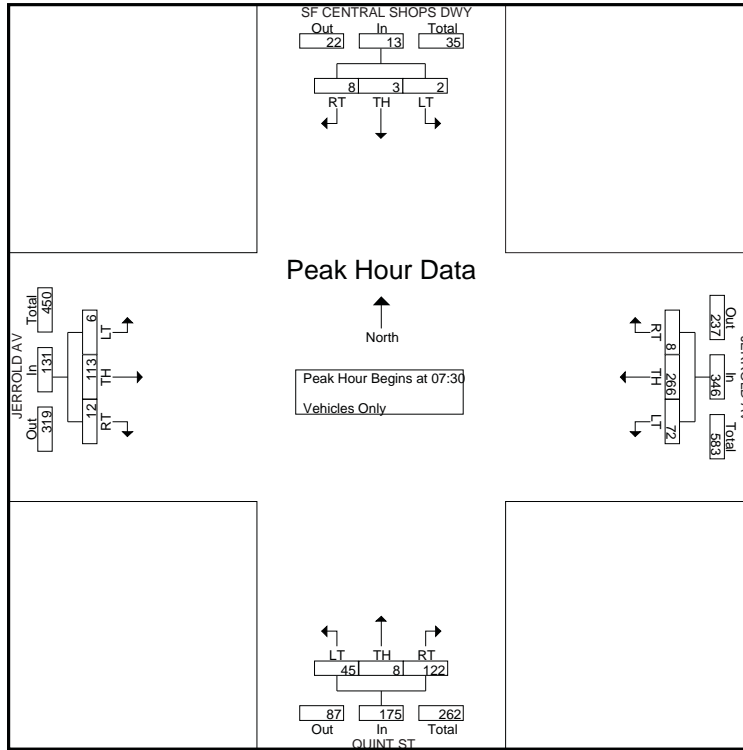 SF CENTRAL SHOPS DWY
Out In Total
22 13 35
8 3 2
RT TH LT
Peak Hour Data
North
Peak Hour Begins at 07:30
Vehicles Only
JERROLD AV
Total In Out
450 131 319
6 113 12
LT TH RT
RT TH LT
8 266 72
Out In Total
237 346 583
LT TH RT
45 8 122
87 175 262
Out In Total
QUINT ST